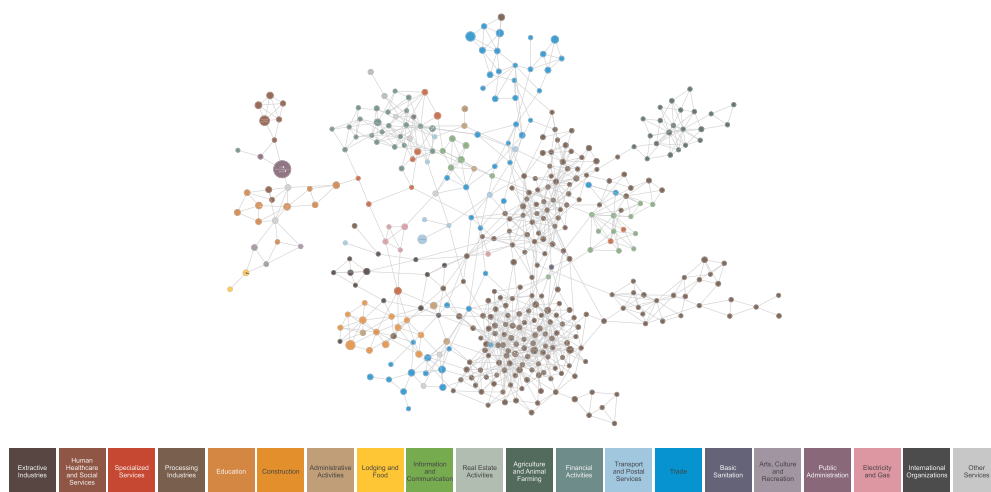 Extractive
Industries
Human
Healthcare
and Social
Services
Specialized
Services
Processing
Industries
Education
Construction
Administrative
Activities
Lodging and
Food
Information
and
Communication
Real Estate
Activities
Agriculture
and Animal
Farming
Financial
Activities
Transport
and Postal
Services
Trade
Basic
Sanitation
Arts, Culture
and
Recreation
Public
Administration
Electricity
and Gas
International
Organizations
Other
Services